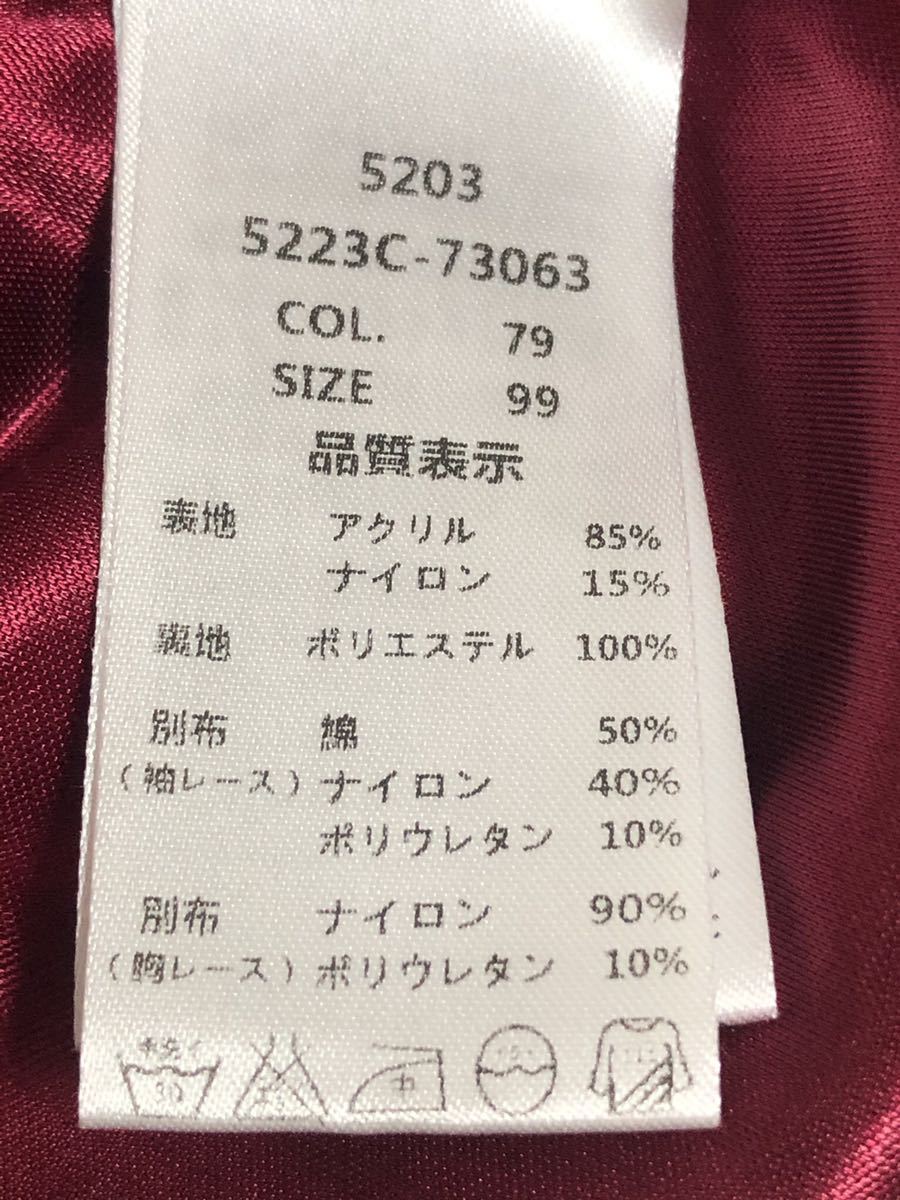 5203
5223C-73063
COL. 79
SIZE 99
品質表示
表地 アクリル 85%
ナイロン 15%
裏地 ポリエステル 100%
別布 綿 50%
(袖レース) ナイロン 40%
ポリウレタン 10%
別布 ナイロン 90%
(胸レース) ポリウレタン 10%
30 中